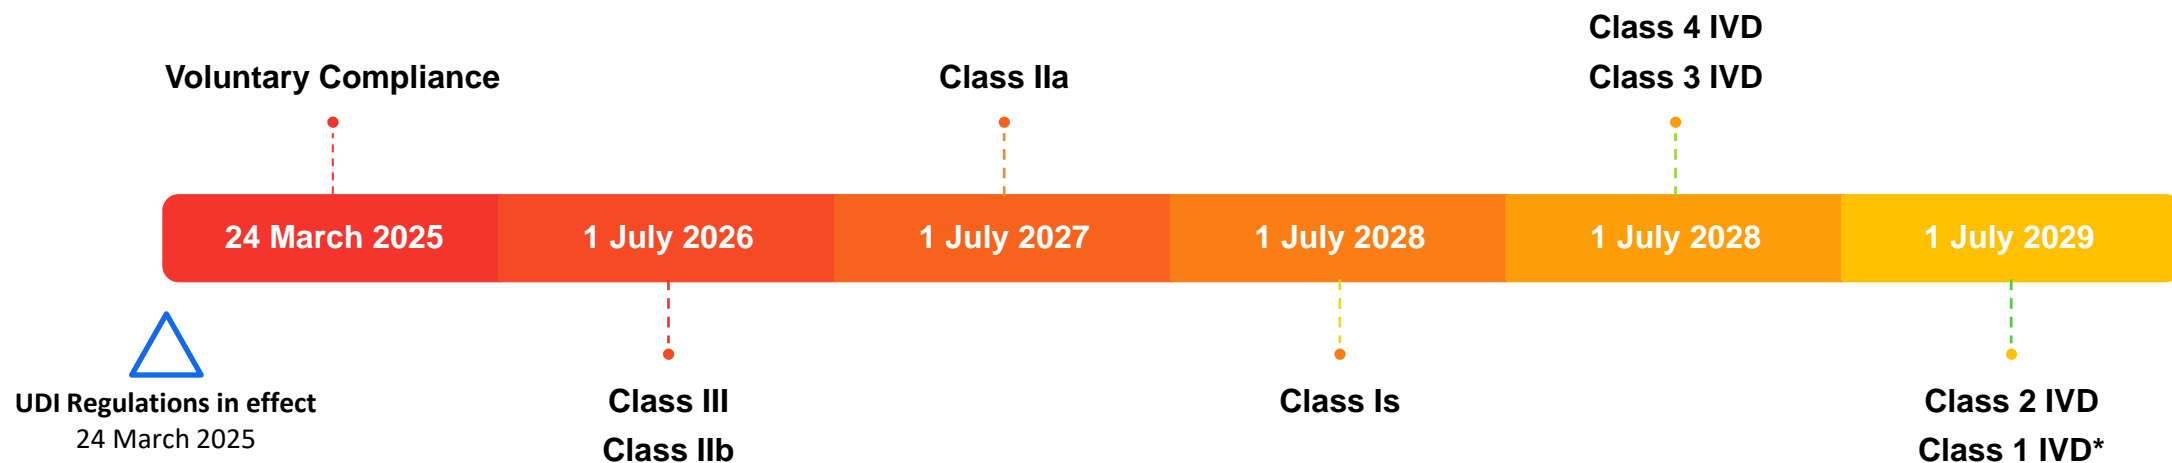 Voluntary Compliance
Class IIa
Class 4 IVD
Class 3 IVD
24 March 2025
1 July 2026
1 July 2027
1 July 2028
1 July 2028
1 July 2029
UDI Regulations in effect
24 March 2025
Class III
Class IIb
Class Is
Class 2 IVD
Class 1 IVD*